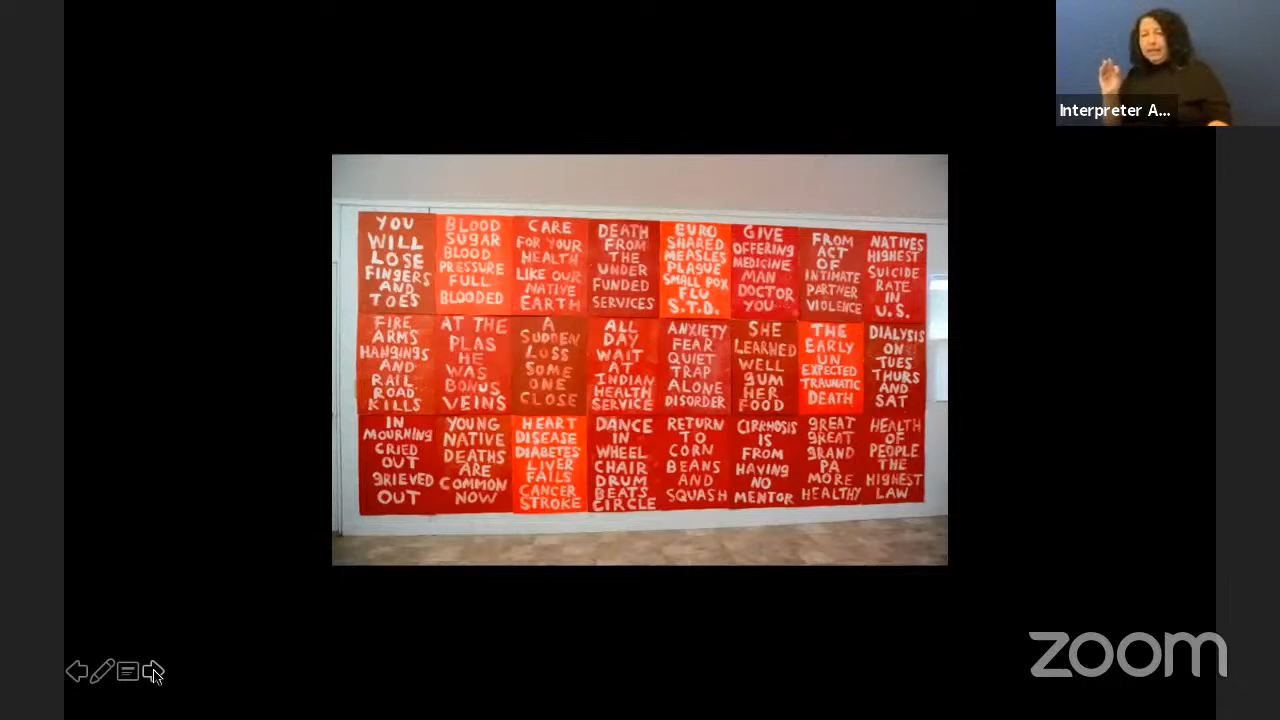 Interpreter A...
YOU
WILL
LOSE
FINGERS
AND
TOES
BLOOD
SUGAR
BLOOD
PRESSURE
FULL
BLOODED
CARE
FOR YOUR
HEALTH
LIKE OUR
NATIVE
EARTH
DEATH
FROM
THE
UNDER
FUNDED
SERVICES
EURO
SHARED
MEASLES
PLAGUE
SMALL POX
FLU
S.T.D.
GIVE
OFFERING
MEDICINE
MAN
DOCTOR
YOU
FROM
ACT
OF
INTIMATE
PARTNER
VIOLENCE
NATIVES
HIGHEST
SUICIDE
RATE
IN
U.S.
FIRE
ARMS
HANGINGS
AND
RAIL
ROAD
KILLS
AT THE
PLAS
HE
WAS
BONUS
VEINS
A
SUDDEN
LOSS
SOME
ONE
CLOSE
ALL
DAY
WAIT
AT
INDIAN
HEALTH
SERVICE
ANXIETY
FEAR
QUIET
TRAP
ALONE
DISORDER
SHE
LEARNED
WELL
GUM
HER
FOOD
THE
EARLY
UN
EXPECTED
TRAUMATIC
DEATH
DIALYSIS
ON
TUES
THURS
AND
SAT
IN
MOURNING
CRIED
OUT
GRIEVED
OUT
YOUNG
NATIVE
DEATHS
ARE
COMMON
NOW
HEART
DISEASE
DIABETES
LIVER
FAILS
CANCER
STROKE
DANCE
IN
WHEEL
CHAIR
DRUM
BEATS
CIRCLE
RETURN
TO
CORN
BEANS
AND
SQUASH
CIRRHOSIS
IS
FROM
HAVING
NO
MENTOR
GREAT
GREAT
GRAND
PA
MORE
HEALTHY
HEALTH
OF
PEOPLE
THE
HIGHEST
LAW
zoom